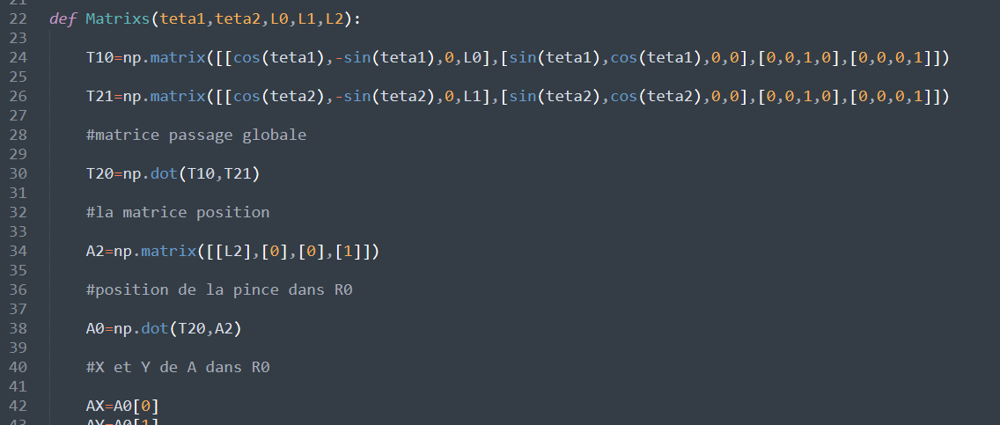 21
22 def Matrixs(teta1,teta2,L0,L1,L2):
23
24 T10=np.matrix([[cos(teta1),-sin(teta1),0,L0],[sin(teta1),cos(teta1),0,0],[0,0,1,0],[0,0,0,1]])
25
26 T21=np.matrix([[cos(teta2),-sin(teta2),0,L1],[sin(teta2),cos(teta2),0,0],[0,0,1,0],[0,0,0,1]])
27
28 #matrice passage globale
29
30 T20=np.dot(T10,T21)
31
32 #la matrice position
33
34 A2=np.matrix([[L2],[0],[0],[1]])
35
36 #position de la pince dans R0
37
38 A0=np.dot(T20,A2)
39
40 #X et Y de A dans R0
41
42 AX=A0[0]
43 AY=A0[1]